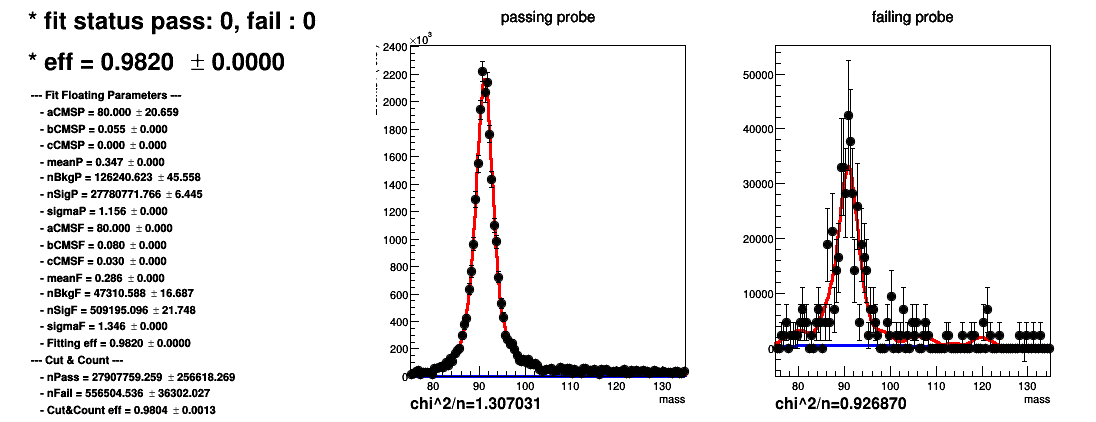 * fit status pass: 0, fail : 0
* eff = 0.9820 ± 0.0000
--- Fit Floating Parameters ---
- aCMSP = 80.000 ± 20.659
- bCMSP = 0.055 ± 0.000
- cCMSP = 0.000 ± 0.000
- meanP = 0.347 ± 0.000
- nBkgP = 126240.623 ± 45.558
- nSigP = 27780771.766 ± 6.445
- sigmaP = 1.156 ± 0.000
- aCMSF = 80.000 ± 0.000
- bCMSF = 0.080 ± 0.000
- cCMSF = 0.030 ± 0.000
- meanF = 0.286 ± 0.000
- nBkgF = 47310.588 ± 16.687
- nSigF = 509195.096 ± 21.748
- sigmaF = 1.346 ± 0.000
- Fitting eff = 0.9820 ± 0.0000
--- Cut & Count ---
- nPass = 27907759.259 ± 256618.269
- nFail = 556504.536 ± 36302.027
- Cut&Count eff = 0.9804 ± 0.0013
passing probe
×10³
2400
2200
2000
1800
1600
1400
1200
1000
800
600
400
200
0
80 90 100 110 120 130
mass
chi^2/n=1.307031
failing probe
50000
40000
30000
20000
10000
0
80 90 100 110 120 130
mass
chi^2/n=0.926870